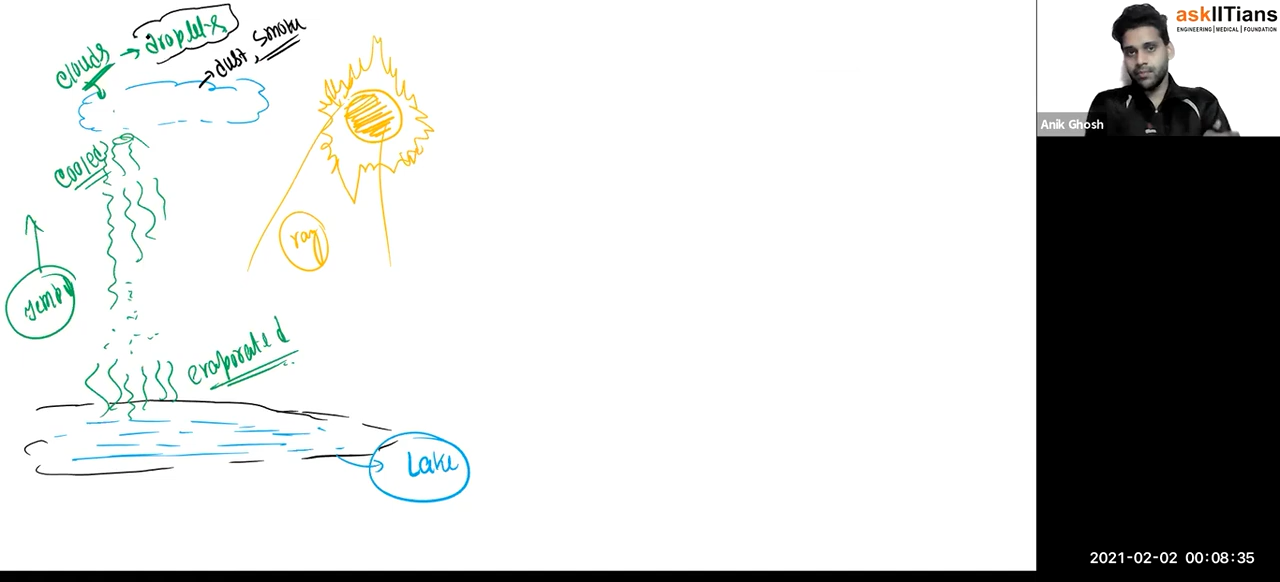 clouds → droplets
→ dust, smoke
cooled
ray
temp
evaporated
Lake
askIITians
ENGINEERING | MEDICAL | FOUNDATION
Anik Ghosh
2021-02-02 00:08:35